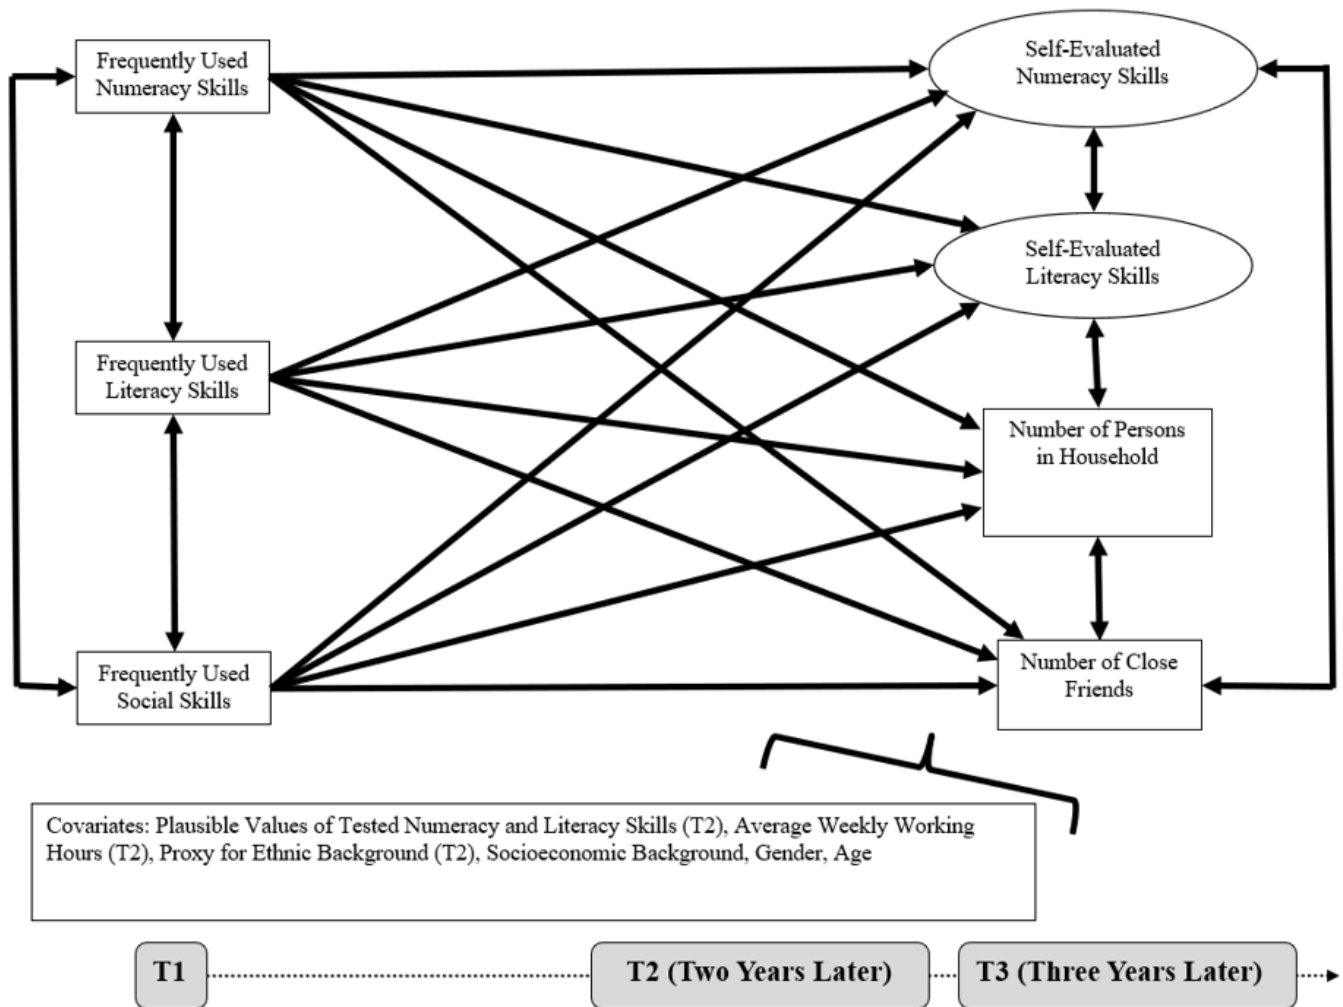 Frequently Used
Numeracy Skills
Self-Evaluated
Numeracy Skills
Self-Evaluated
Literacy Skills
Frequently Used
Literacy Skills
Number of Persons
in Household
Frequently Used
Social Skills
Number of Close
Friends
Covariates: Plausible Values of Tested Numeracy and Literacy Skills (T2), Average Weekly Working
Hours (T2), Proxy for Ethnic Background (T2), Socioeconomic Background, Gender, Age
T1
T2 (Two Years Later)
T3 (Three Years Later)